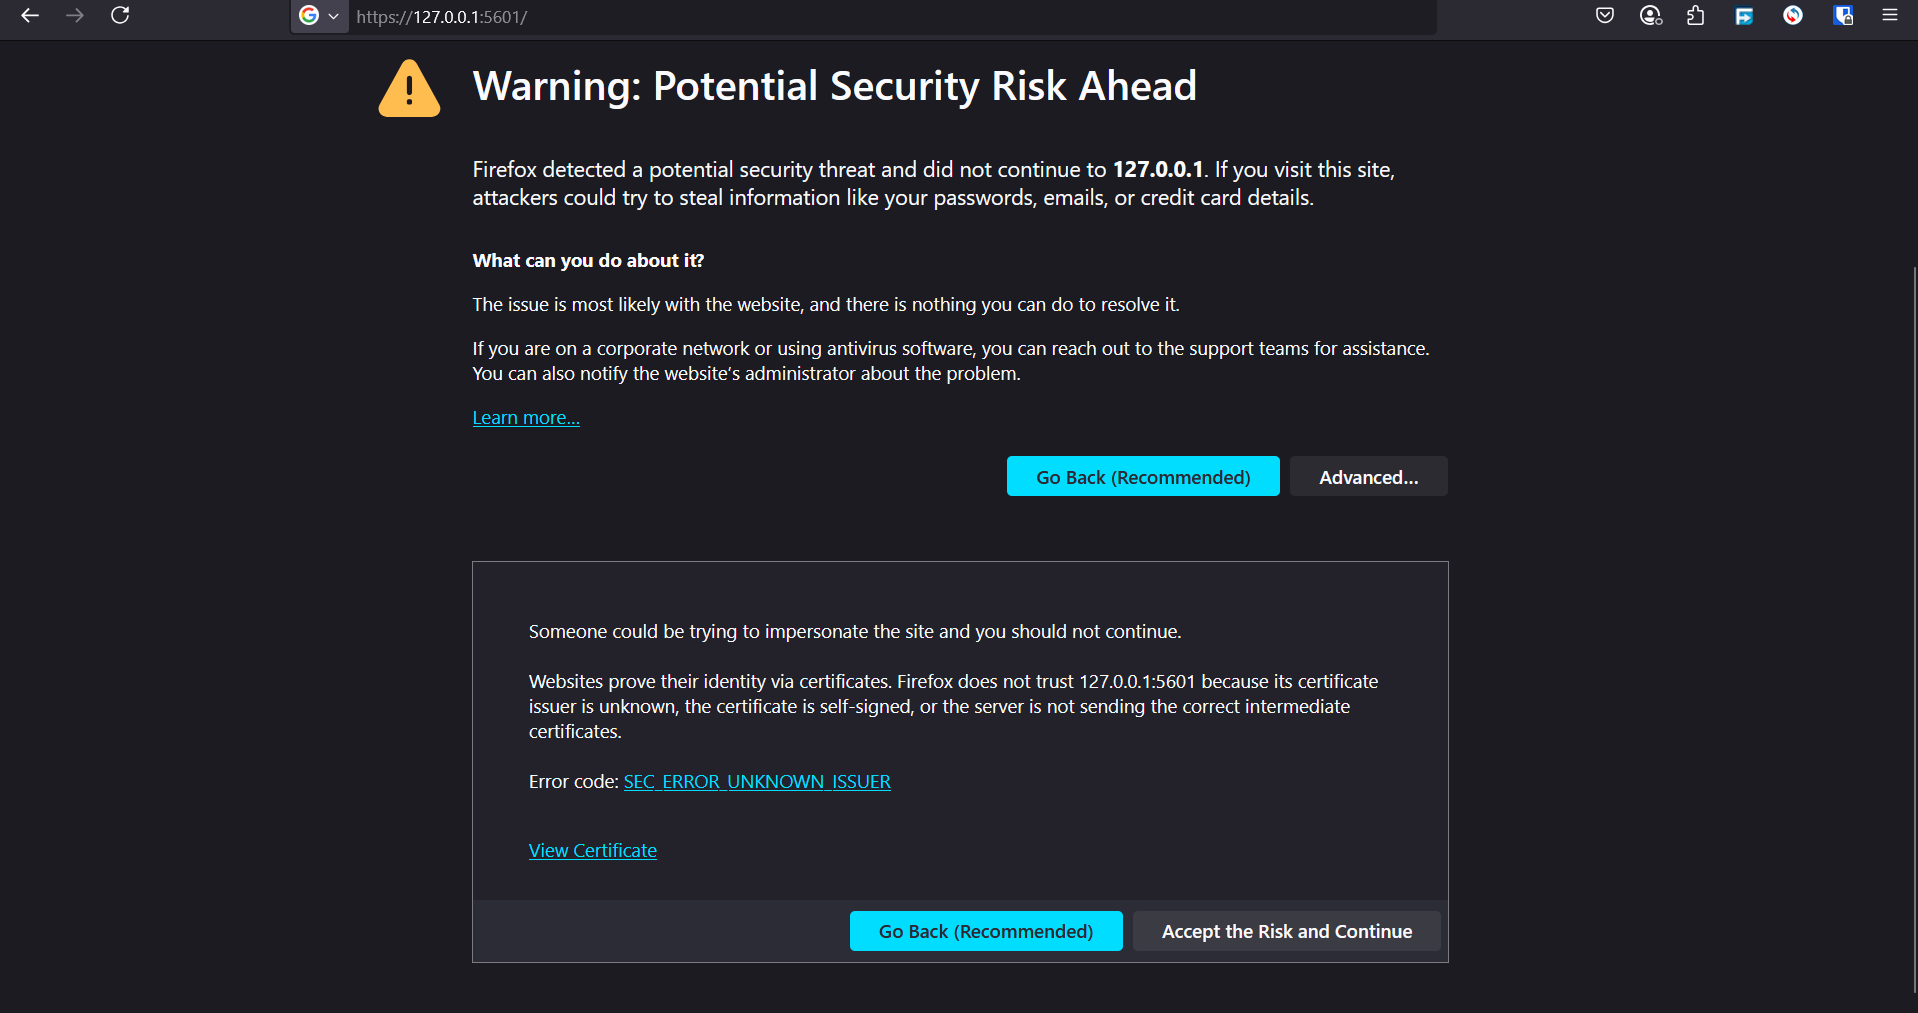 https://127.0.0.1:5601/
Warning: Potential Security Risk Ahead
Firefox detected a potential security threat and did not continue to 127.0.0.1. If you visit this site,
attackers could try to steal information like your passwords, emails, or credit card details.
What can you do about it?
The issue is most likely with the website, and there is nothing you can do to resolve it.
If you are on a corporate network or using antivirus software, you can reach out to the support teams for assistance.
You can also notify the website’s administrator about the problem.
Learn more…
Go Back (Recommended)
Advanced…
Someone could be trying to impersonate the site and you should not continue.
Websites prove their identity via certificates. Firefox does not trust 127.0.0.1:5601 because its certificate
issuer is unknown, the certificate is self-signed, or the server is not sending the correct intermediate
certificates.
Error code: SEC_ERROR_UNKNOWN_ISSUER
View Certificate
Go Back (Recommended)
Accept the Risk and Continue